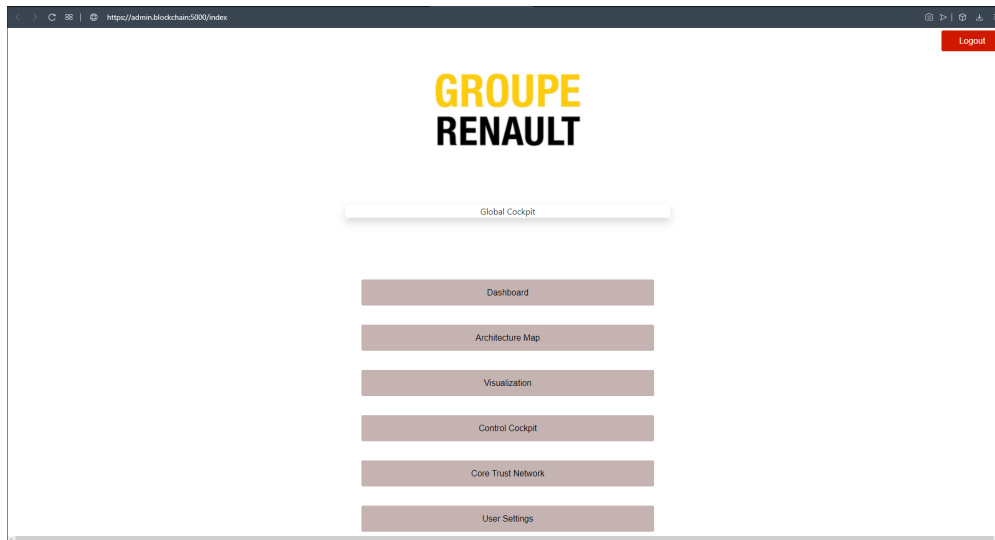 https://admin.blockchain:5000/index
Logout
GROUPE
RENAULT
Global Cockpit
Dashboard
Architecture Map
Visualization
Control Cockpit
Core Trust Network
User Settings